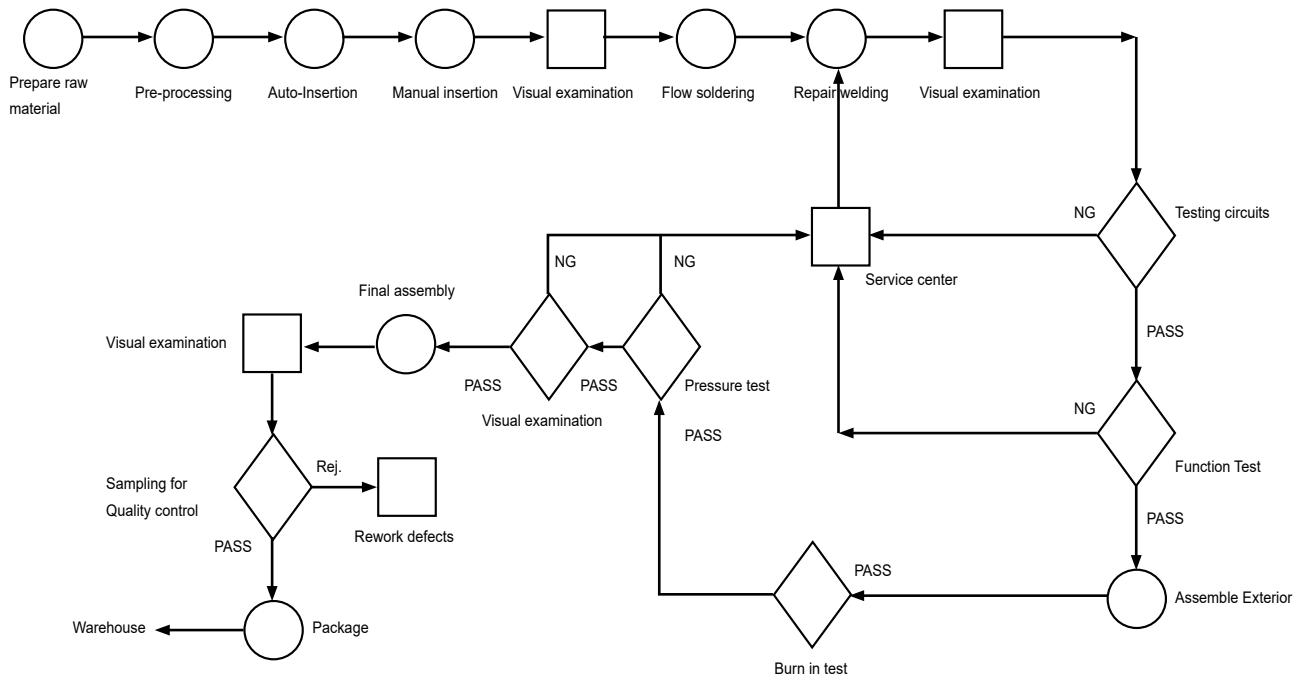 Prepare raw
material
Pre-processing
Auto-Insertion
Manual insertion
Visual examination
Flow soldering
Repair welding
Visual examination
NG
Testing circuits
NG
NG
Service center
Final assembly
Visual examination
PASS
PASS
PASS
Pressure test
Visual examination
NG
PASS
Function Test
Rej.
Sampling for
Quality control
PASS
Rework defects
PASS
PASS
Assemble Exterior
Warehouse
Package
Burn in test